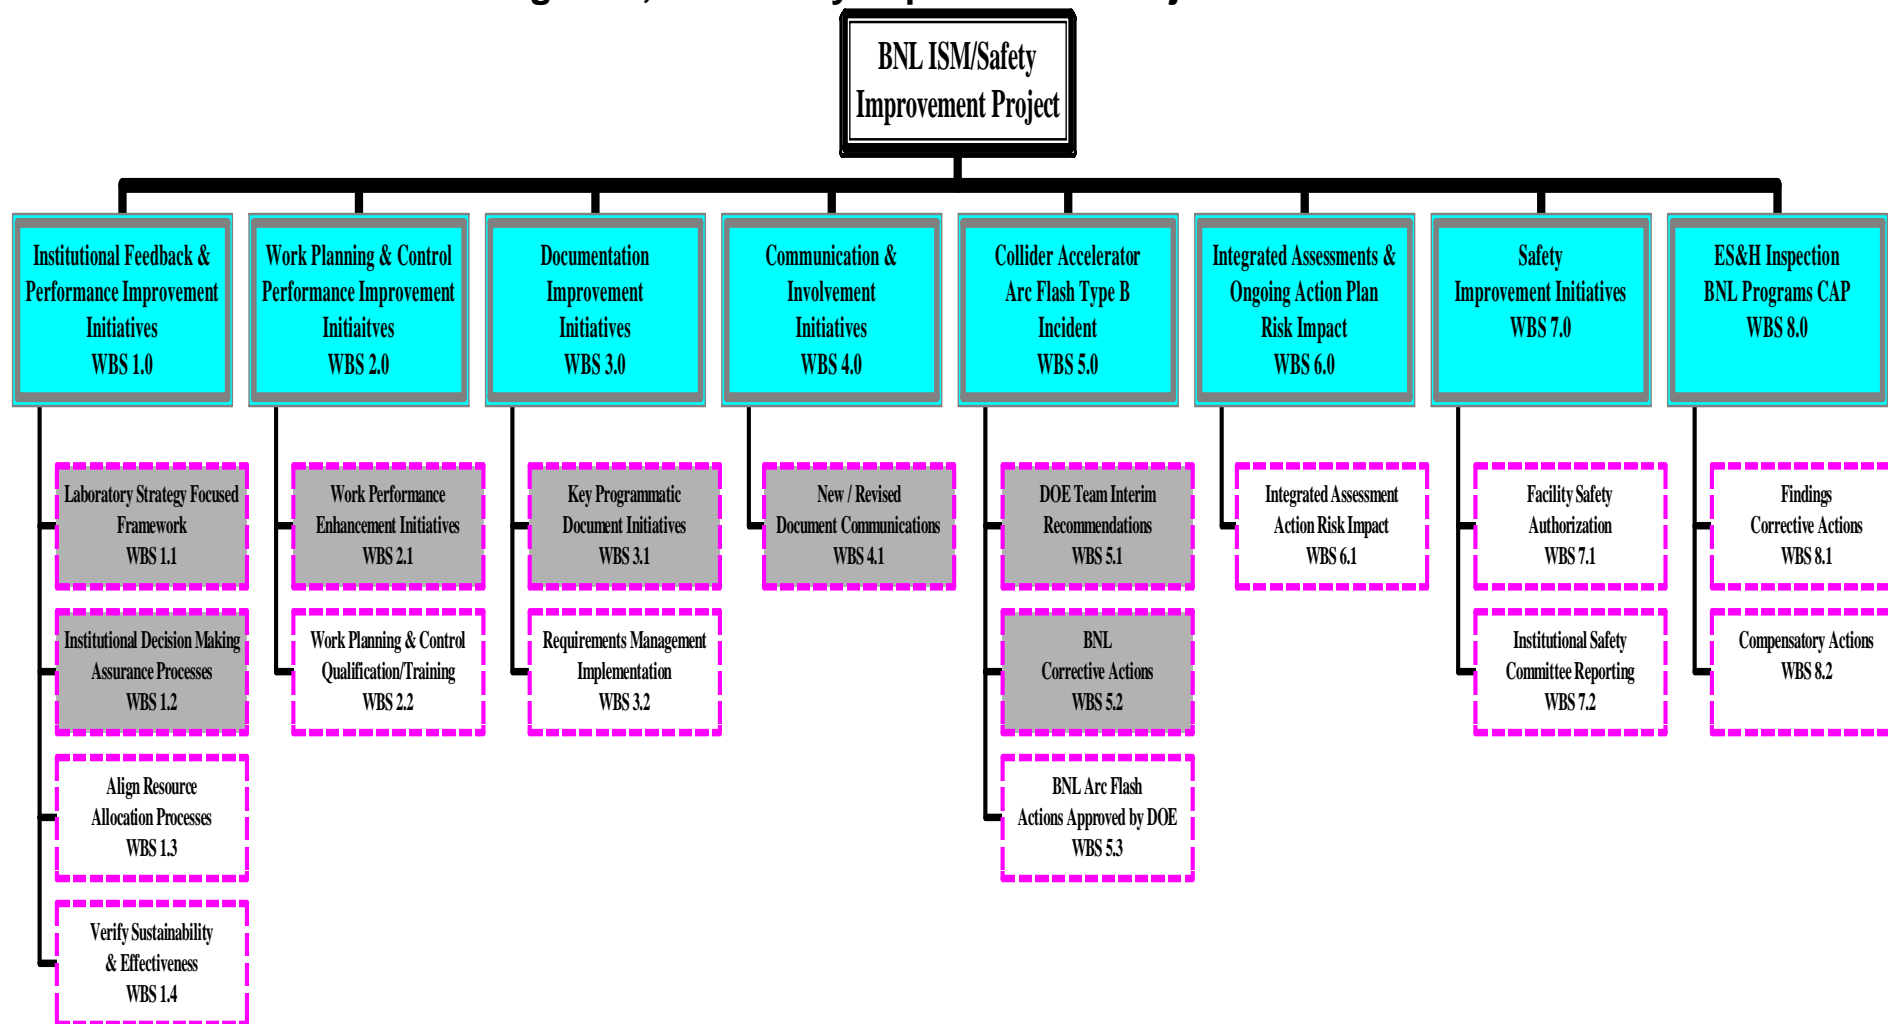 BNL ISM/Safety
Improvement Project
Institutional Feedback &
Performance Improvement
Initiatives
WBS 1.0
Work Planning & Control
Performance Improvement
Initiaitves
WBS 2.0
Documentation
Improvement
Initiatives
WBS 3.0
Communication &
Involvement
Initiatives
WBS 4.0
Collider Accelerator
Arc Flash Type B
Incident
WBS 5.0
Integrated Assessments &
Ongoing Action Plan
Risk Impact
WBS 6.0
Safety
Improvement Initiatives
WBS 7.0
ES&H Inspection
BNL Programs CAP
WBS 8.0
Laboratory Strategy Focused
Framework
WBS 1.1
Work Performance
Enhancement Initiatives
WBS 2.1
Key Programmatic
Document Initiatives
WBS 3.1
New / Revised
Document Communications
WBS 4.1
DOE Team Interim
Recommendations
WBS 5.1
Integrated Assessment
Action Risk Impact
WBS 6.1
Facility Safety
Authorization
WBS 7.1
Findings
Corrective Actions
WBS 8.1
Institutional Decision Making
Assurance Processes
WBS 1.2
Work Planning & Control
Qualification/Training
WBS 2.2
Requirements Management
Implementation
WBS 3.2
BNL
Corrective Actions
WBS 5.2
Institutional Safety
Committee Reporting
WBS 7.2
Compensatory Actions
WBS 8.2
Align Resource
Allocation Processes
WBS 1.3
BNL Arc Flash
Actions Approved by DOE
WBS 5.3
Verify Sustainability
& Effectiveness
WBS 1.4